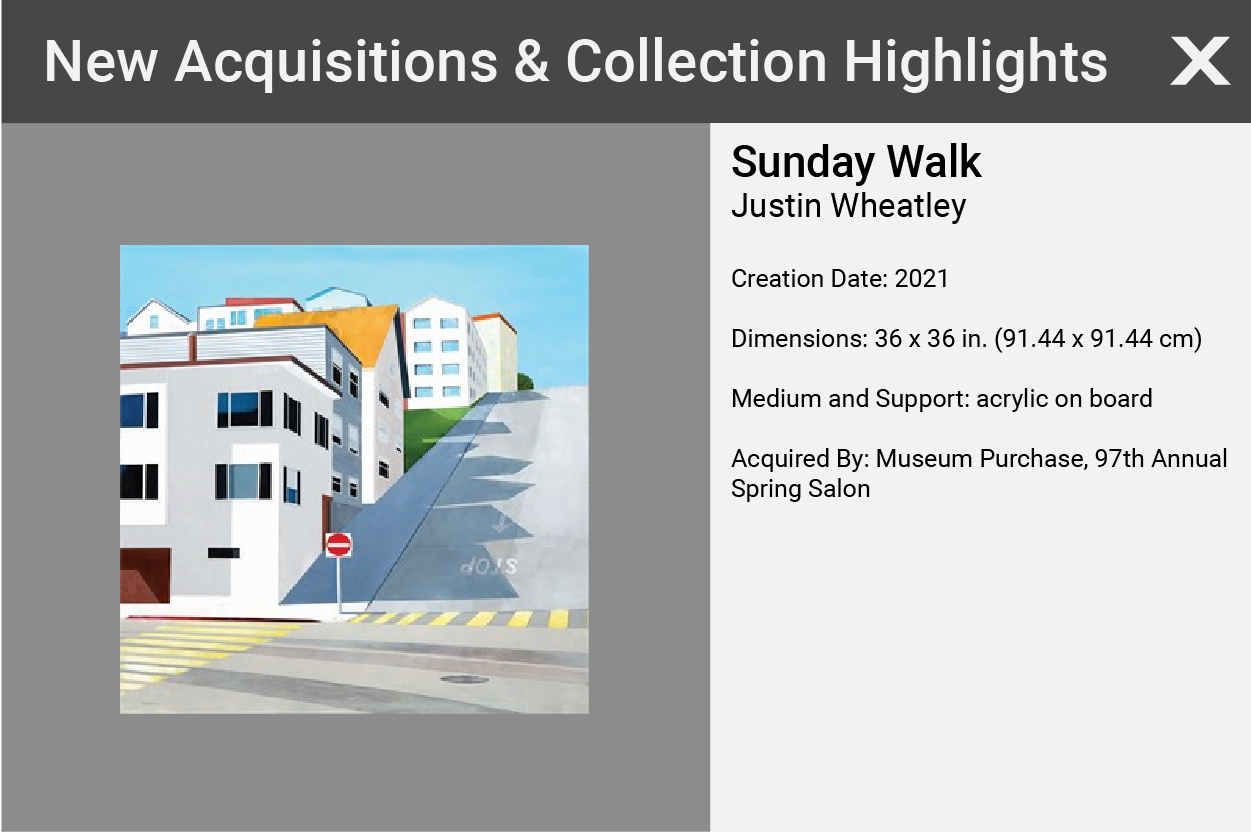 New Acquisitions & Collection Highlights X
Sunday Walk
Justin Wheatley
Creation Date: 2021
Dimensions: 36 x 36 in. (91.44 x 91.44 cm)
Medium and Support: acrylic on board
Acquired By: Museum Purchase, 97th Annual
Spring Salon
STOP